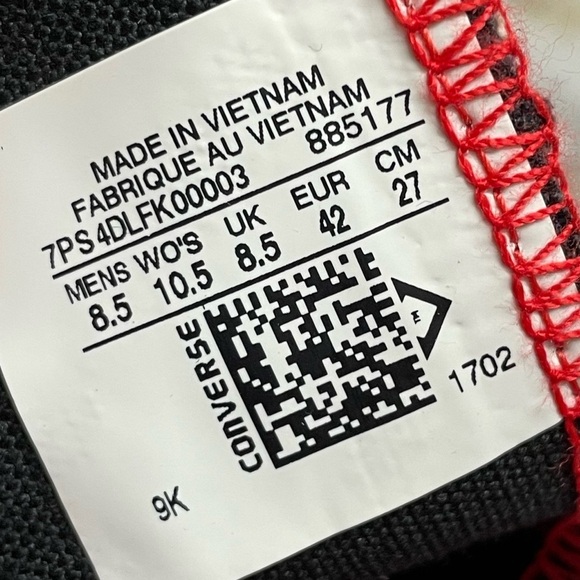 MADE IN VIETNAM
FABRIQUE AU VIETNAM
7PS4DLFK00003 885177
MENS WO'S UK EUR CM
8.5 10.5 8.5 42 27
CONVERSE
1702
9K